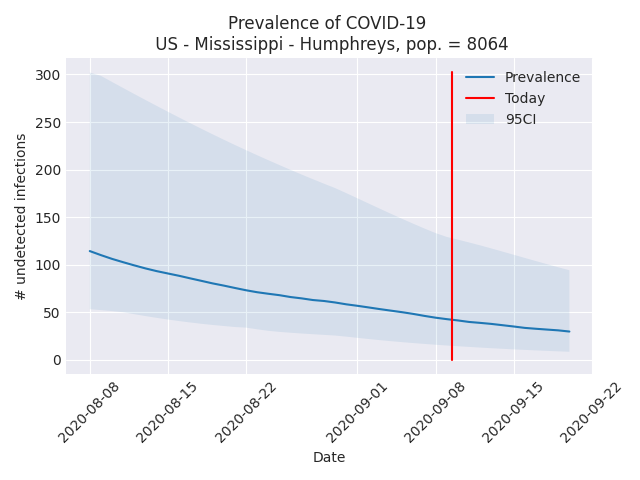 Prevalence of COVID-19
US - Mississippi - Humphreys, pop. = 8064
Prevalence
Today
95CI
300
250
200
150
100
50
0
# undetected infections
2020-08-08
2020-08-15
2020-08-22
2020-09-01
2020-09-08
2020-09-15
2020-09-22
Date